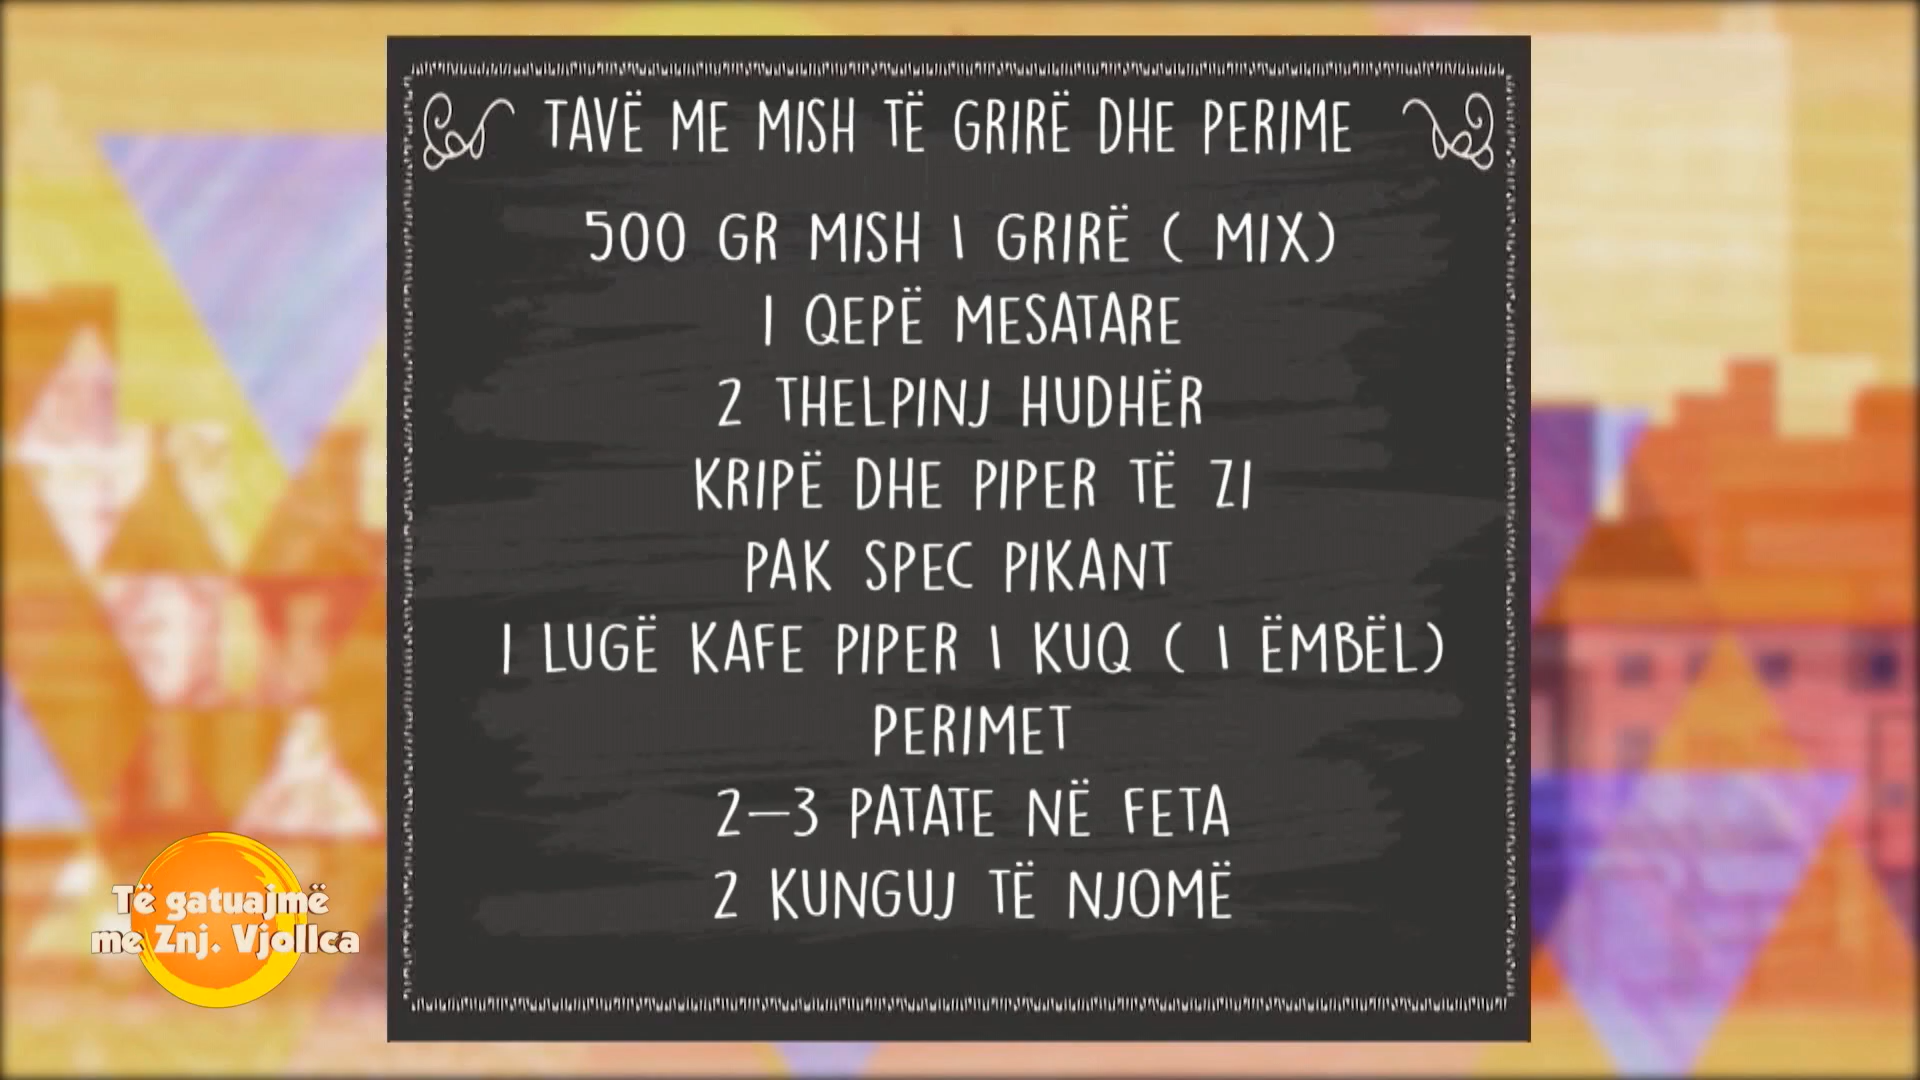 TAVË ME MISH TË GRIRË DHE PERIME
500 GR MISH I GRIRË ( MIX)
1 QEPË MESATARE
2 THELPINJ HUDHËR
KRIPË DHE PIPER TË ZI
PAK SPEC PIKANT
1 LUGË KAFE PIPER I KUQ ( I ËMBËL)
PERIMET
2–3 PATATE NË FETA
2 KUNGUJ TË NJOMË
Të gatuajmë
me Znj. Vjollca